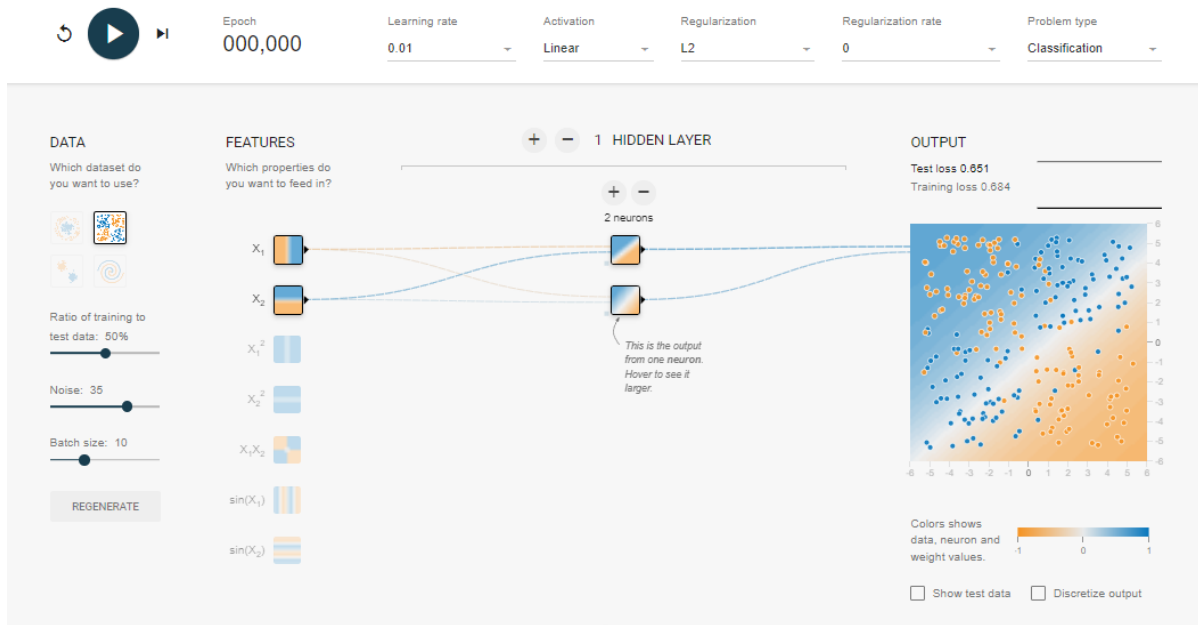 Epoch
000,000
Learning rate
0.01
Activation
Linear
Regularization
L2
Regularization rate
0
Problem type
Classification
DATA
Which dataset do
you want to use?
Ratio of training to
test data: 50%
Noise: 35
Batch size: 10
REGENERATE
FEATURES
Which properties do
you want to feed in?
X₁
X₂
X₁²
X₂²
X₁X₂
sin(X₁)
sin(X₂)
+ − 1 HIDDEN LAYER
+ −
2 neurons
This is the output
from one neuron.
Hover to see it
larger.
OUTPUT
Test loss 0.651
Training loss 0.684
6
5
4
3
2
1
0
-1
-2
-3
-4
-5
-6
-6 -5 -4 -3 -2 -1 0 1 2 3 4 5 6
Colors shows
data, neuron and
weight values.
-1 0 1
Show test data
Discretize output